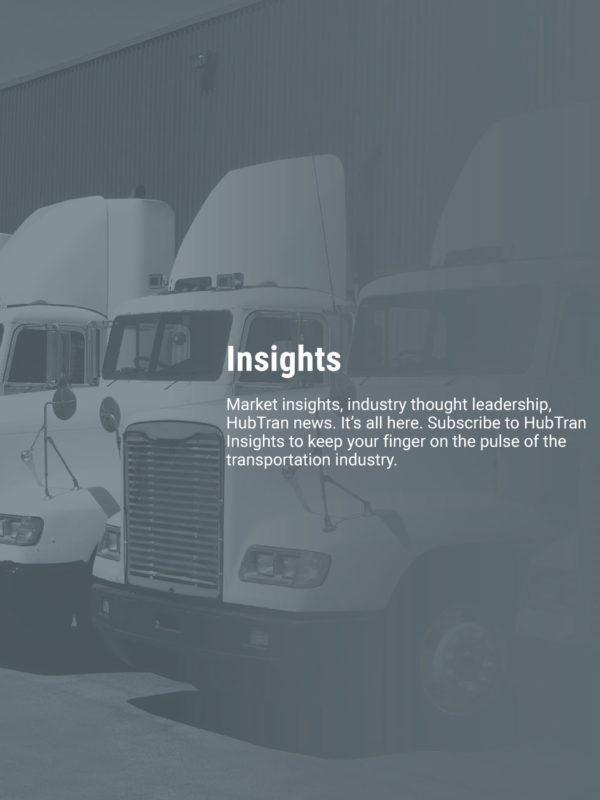 Insights
Market insights, industry thought leadership,
HubTran news. It’s all here. Subscribe to HubTran
Insights to keep your finger on the pulse of the
transportation industry.